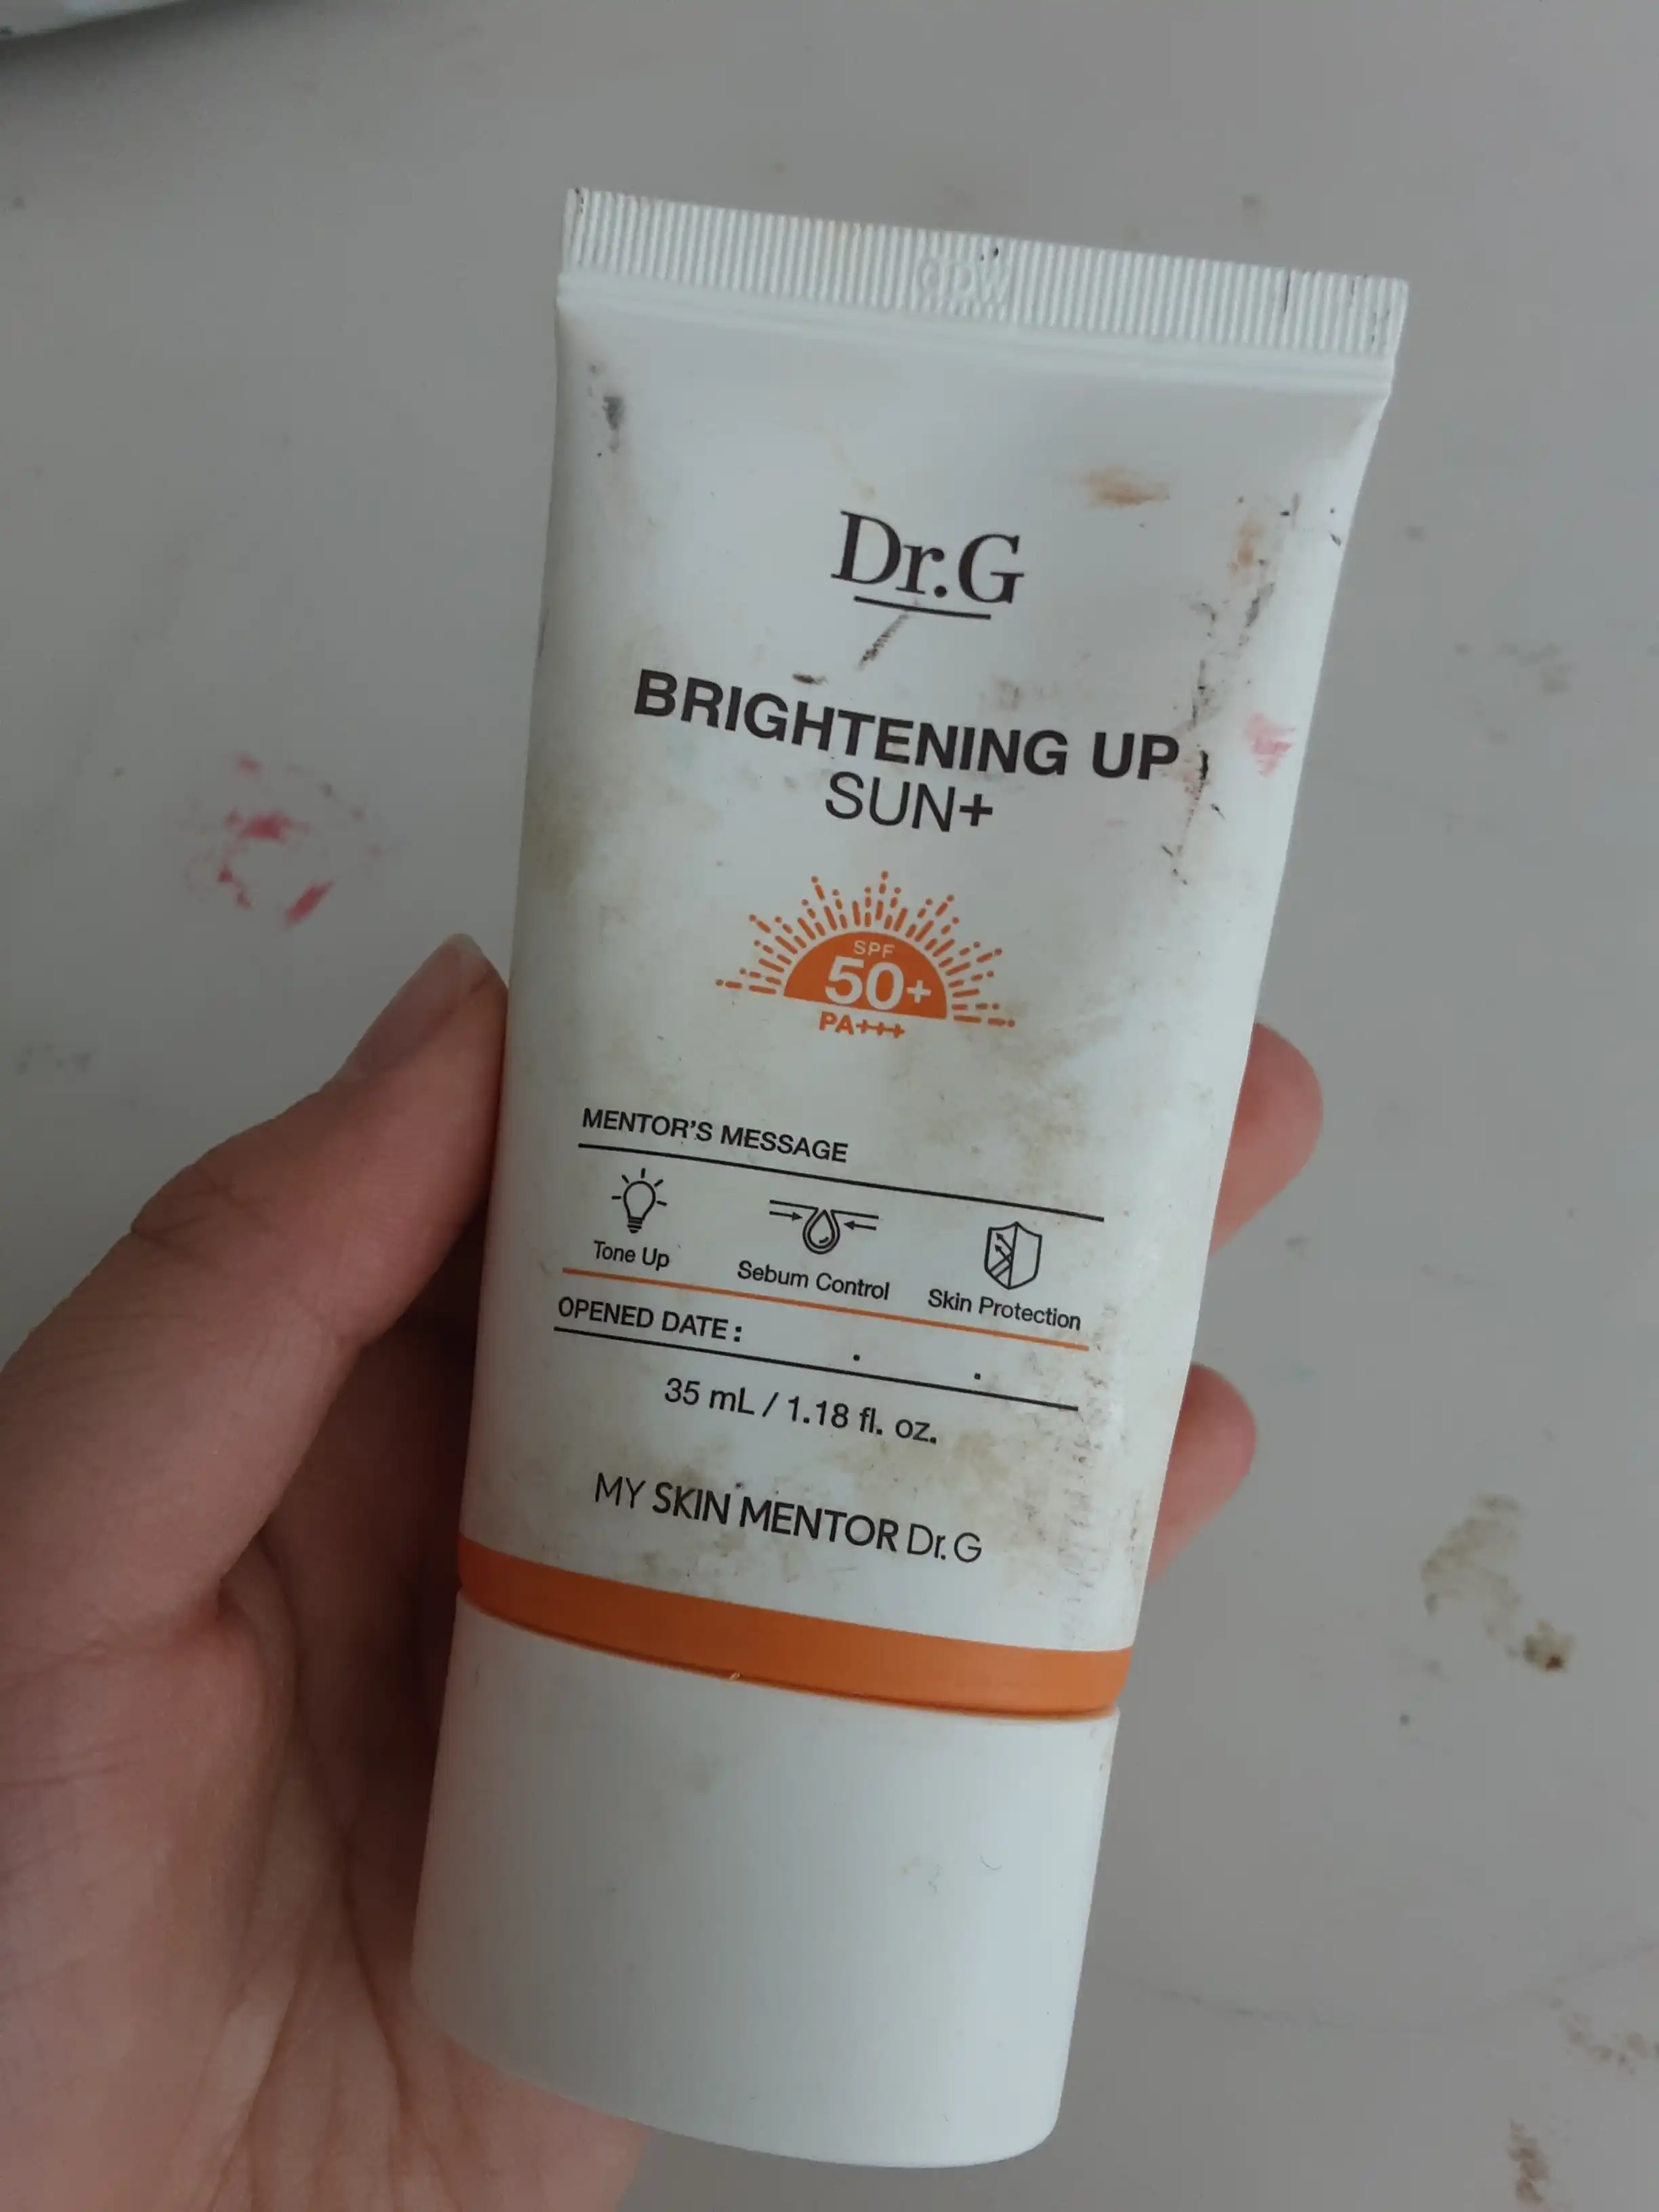 Dr.G
BRIGHTENING UP
SUN+
SPF
50+
PA+++
MENTOR'S MESSAGE
Tone Up Sebum Control Skin Protection
OPENED DATE : . .
35 mL / 1.18 fl. oz.
MY SKIN MENTOR Dr.G